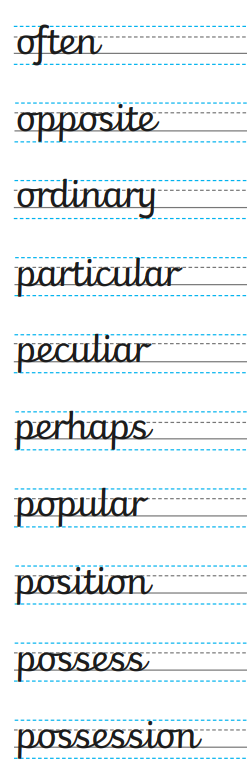 often
opposite
ordinary
particular
peculiar
perhaps
popular
position
possess
possession